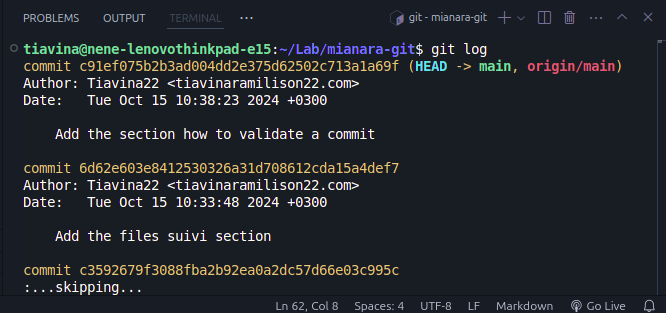 PROBLEMS OUTPUT TERMINAL ... git - mianara-git
tiavina@nene-lenovothinkpad-e15:~/Lab/mianara-git$ git log
commit c91ef075b2b3ad004dd2e375d62502c713a1a69f (HEAD -> main, origin/main)
Author: Tiavina22 <tiavinaramilison22.com>
Date:   Tue Oct 15 10:38:23 2024 +0300
    Add the section how to validate a commit
commit 6d62e603e8412530326a31d708612cda15a4def7
Author: Tiavina22 <tiavinaramilison22.com>
Date:   Tue Oct 15 10:33:48 2024 +0300
    Add the files suivi section
commit c3592679f3088fba2b92ea0a2dc57d66e03c995c
:...skipping...
Ln 62, Col 8 Spaces: 4 UTF-8 LF Markdown Go Live